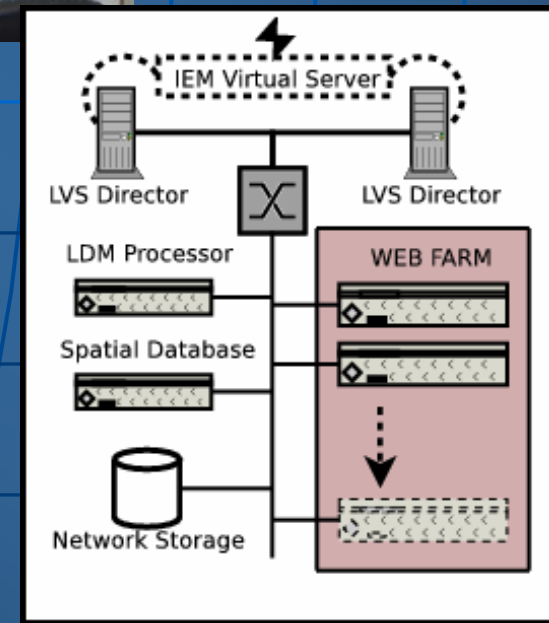 IEM Virtual Server
LVS Director
LVS Director
LDM Processor
WEB FARM
Spatial Database
Network Storage